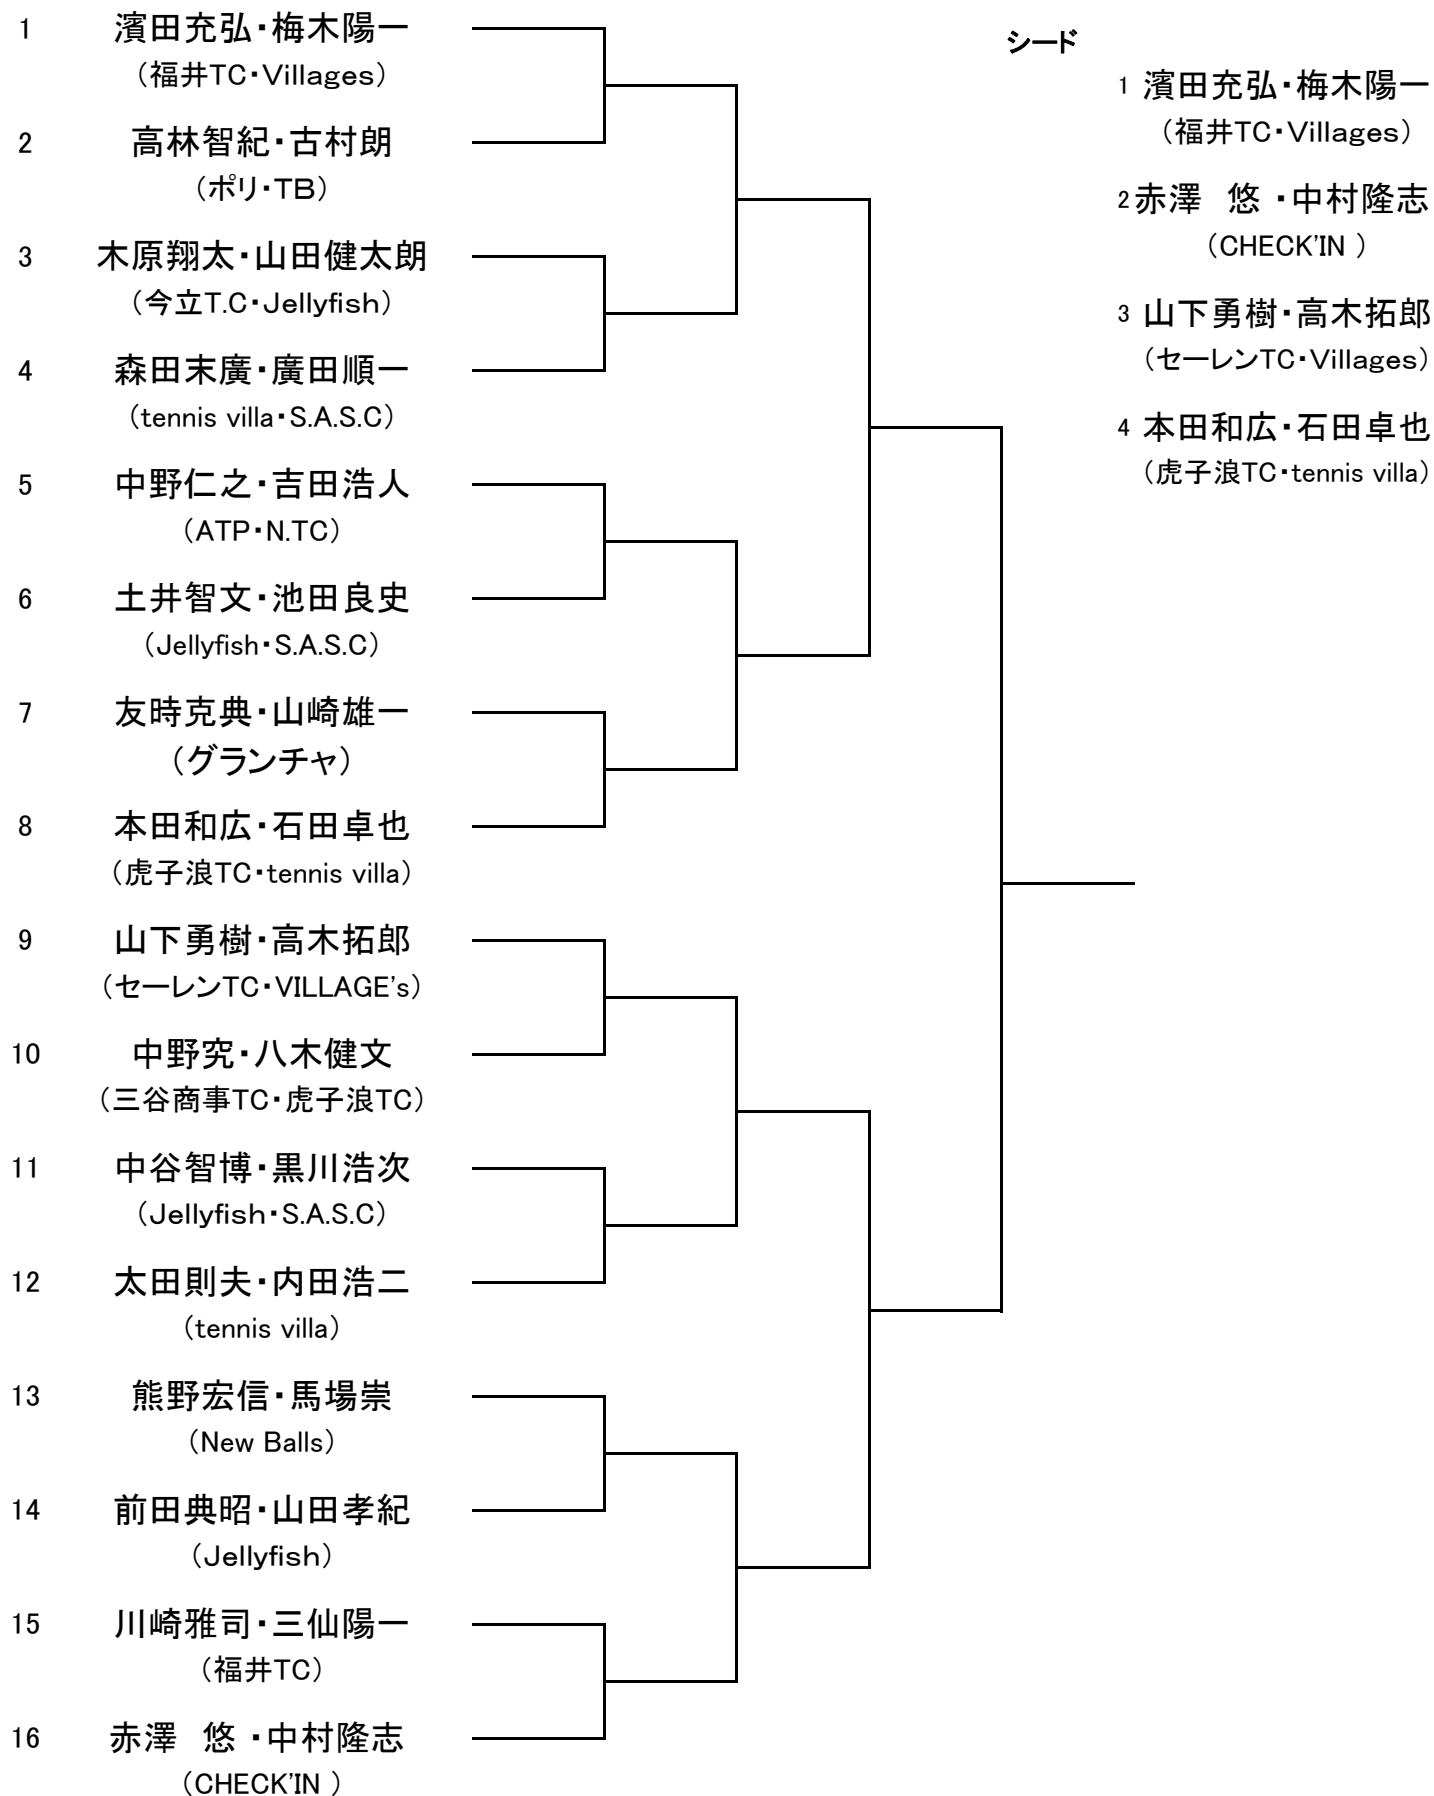 1 濱田充弘・梅木陽一
（福井TC・Villages）
2 高林智紀・古村朗
（ポリ・TB）
3 木原翔太・山田健太朗
（今立T.C・Jellyfish）
4 森田末廣・廣田順一
（tennis villa・S.A.S.C）
5 中野仁之・吉田浩人
（ATP・N.TC）
6 土井智文・池田良史
（Jellyfish・S.A.S.C）
7 友時克典・山崎雄一
（グランチャ）
8 本田和広・石田卓也
（虎子浪TC・tennis villa）
9 山下勇樹・高木拓郎
（セーレンTC・VILLAGE's）
10 中野究・八木健文
（三谷商事TC・虎子浪TC）
11 中谷智博・黒川浩次
（Jellyfish・S.A.S.C）
12 太田則夫・内田浩二
（tennis villa）
13 熊野宏信・馬場崇
（New Balls）
14 前田典昭・山田孝紀
（Jellyfish）
15 川崎雅司・三仙陽一
（福井TC）
16 赤澤　悠 ・中村隆志
（CHECK'IN ）
シード
1 濱田充弘・梅木陽一
（福井TC・Villages）
2 赤澤　悠 ・中村隆志
（CHECK'IN ）
3 山下勇樹・高木拓郎
（セーレンTC・Villages）
4 本田和広・石田卓也
（虎子浪TC・tennis villa）